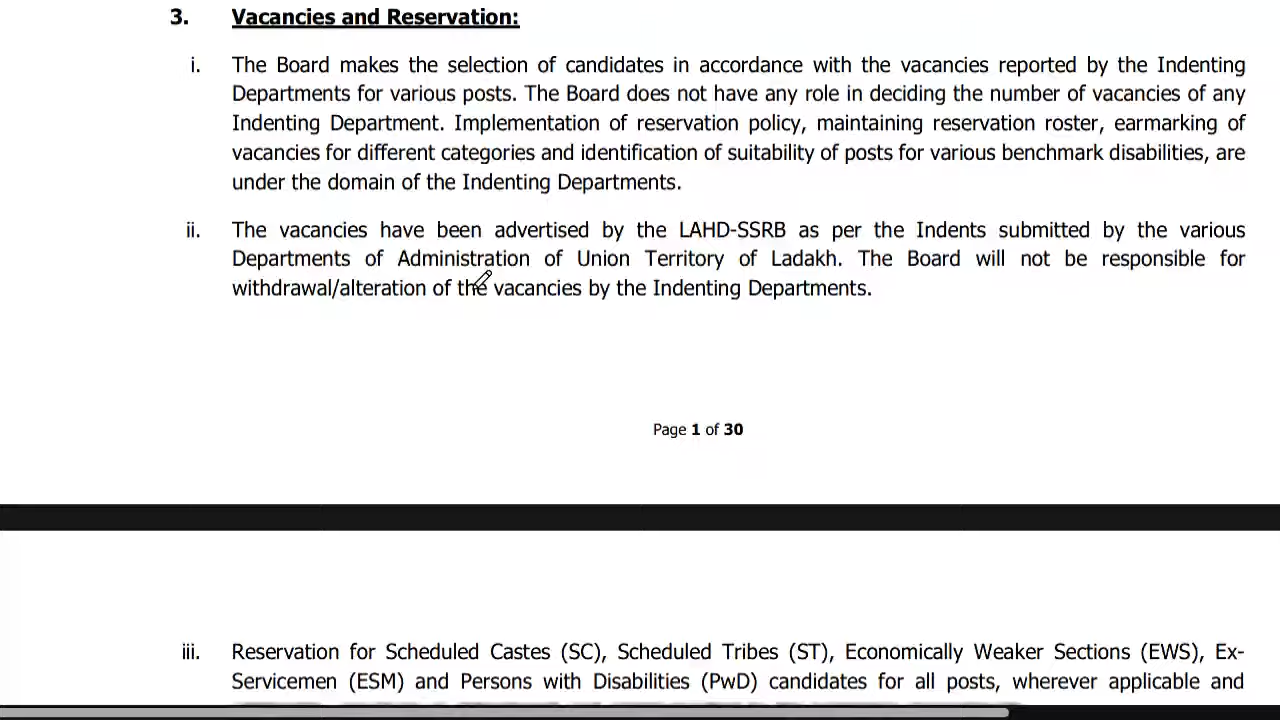 3. Vacancies and Reservation:
i. The Board makes the selection of candidates in accordance with the vacancies reported by the Indenting
Departments for various posts. The Board does not have any role in deciding the number of vacancies of any
Indenting Department. Implementation of reservation policy, maintaining reservation roster, earmarking of
vacancies for different categories and identification of suitability of posts for various benchmark disabilities, are
under the domain of the Indenting Departments.
ii. The vacancies have been advertised by the LAHD-SSRB as per the Indents submitted by the various
Departments of Administration of Union Territory of Ladakh. The Board will not be responsible for
withdrawal/alteration of the vacancies by the Indenting Departments.
Page 1 of 30
iii. Reservation for Scheduled Castes (SC), Scheduled Tribes (ST), Economically Weaker Sections (EWS), Ex-
Servicemen (ESM) and Persons with Disabilities (PwD) candidates for all posts, wherever applicable and